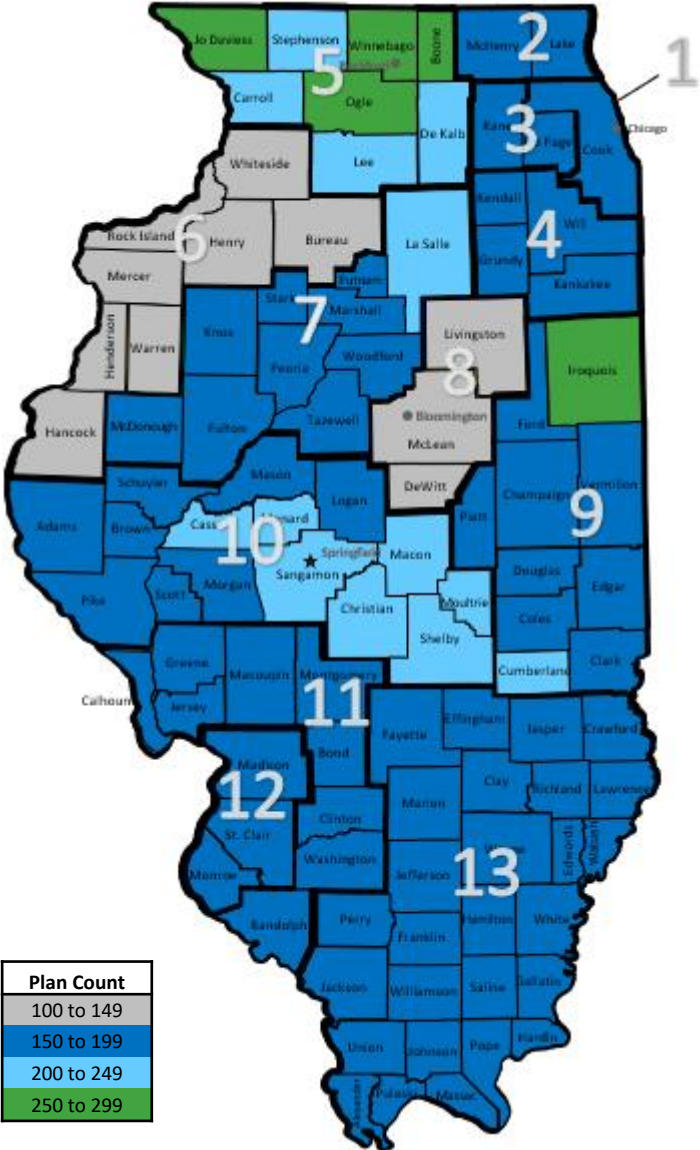 Jo Daviess
Stephenson
Winnebago
Boone
McHenry
Lake
2
5
1
Carroll
Ogle
De Kalb
Kane
3
Cook
Chicago
Whiteside
Lee
Kendall
Rock Island
6
Henry
Bureau
La Salle
4
Will
Mercer
Grundy
Putnam
Kankakee
Stark
7
Marshall
Henderson
Warren
Knox
Livingston
Woodford
Peoria
8
Iroquois
Hancock
McDonough
Fulton
Tazewell
Bloomington
McLean
Ford
Schuyler
Mason
Logan
DeWitt
Champaign
Vermilion
9
Adams
Brown
Cass
10
Piatt
Springfield
Macon
Sangamon
Douglas
Edgar
Pike
Scott
Morgan
Christian
Moultrie
Coles
Shelby
Greene
Macoupin
Montgomery
Cumberland
Clark
Calhoun
Jersey
11
Fayette
Effingham
Jasper
Crawford
Madison
Bond
12
Clay
Richland
Lawrence
Marion
Clinton
St. Clair
Washington
13
Edwards
Wabash
Monroe
Jefferson
Randolph
Perry
Hamilton
White
Franklin
Jackson
Williamson
Saline
Gallatin
Union
Johnson
Pope
Hardin
Alexander
Pulaski
Massac
Plan Count
100 to 149
150 to 199
200 to 249
250 to 299